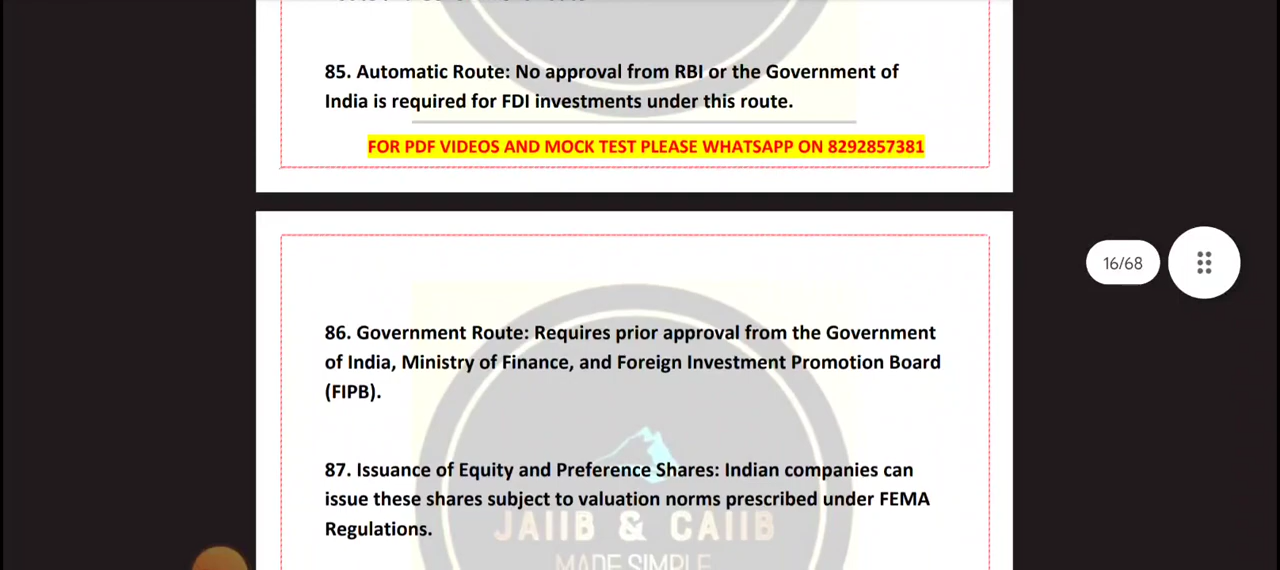 85. Automatic Route: No approval from RBI or the Government of
India is required for FDI investments under this route.
FOR PDF VIDEOS AND MOCK TEST PLEASE WHATSAPP ON 8292857381
16/68
86. Government Route: Requires prior approval from the Government
of India, Ministry of Finance, and Foreign Investment Promotion Board
(FIPB).
87. Issuance of Equity and Preference Shares: Indian companies can
issue these shares subject to valuation norms prescribed under FEMA
Regulations.
JAIIB & CAIIB
MADE SIMPLE